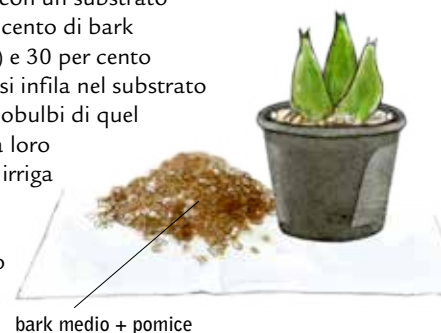 con un substrato
cento di bark
) e 30 per cento
si infila nel substrato
obulbi di quel
loro
irriga
bark medio + pomice